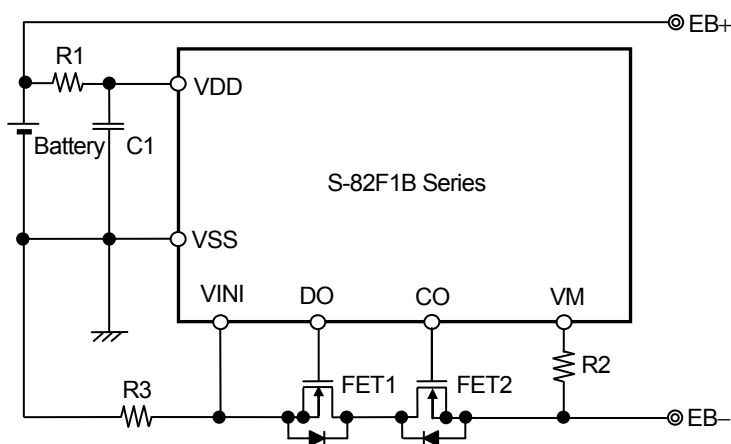 EB+
R1
VDD
Battery
C1
S-82F1B Series
VSS
VINI
DO
CO
VM
R3
FET1
FET2
R2
EB−